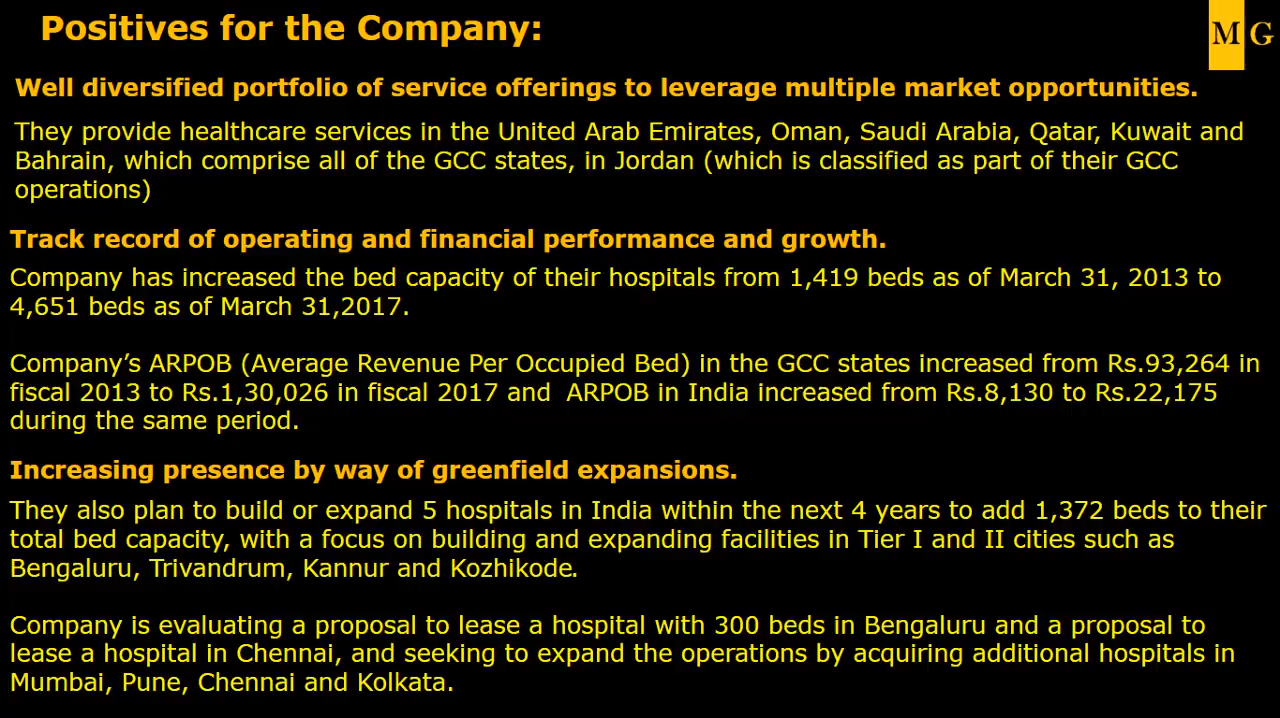 Positives for the Company:
M G
Well diversified portfolio of service offerings to leverage multiple market opportunities.
They provide healthcare services in the United Arab Emirates, Oman, Saudi Arabia, Qatar, Kuwait and
Bahrain, which comprise all of the GCC states, in Jordan (which is classified as part of their GCC
operations)
Track record of operating and financial performance and growth.
Company has increased the bed capacity of their hospitals from 1,419 beds as of March 31, 2013 to
4,651 beds as of March 31,2017.
Company’s ARPOB (Average Revenue Per Occupied Bed) in the GCC states increased from Rs.93,264 in
fiscal 2013 to Rs.1,30,026 in fiscal 2017 and  ARPOB in India increased from Rs.8,130 to Rs.22,175
during the same period.
Increasing presence by way of greenfield expansions.
They also plan to build or expand 5 hospitals in India within the next 4 years to add 1,372 beds to their
total bed capacity, with a focus on building and expanding facilities in Tier I and II cities such as
Bengaluru, Trivandrum, Kannur and Kozhikode.
Company is evaluating a proposal to lease a hospital with 300 beds in Bengaluru and a proposal to
lease a hospital in Chennai, and seeking to expand the operations by acquiring additional hospitals in
Mumbai, Pune, Chennai and Kolkata.